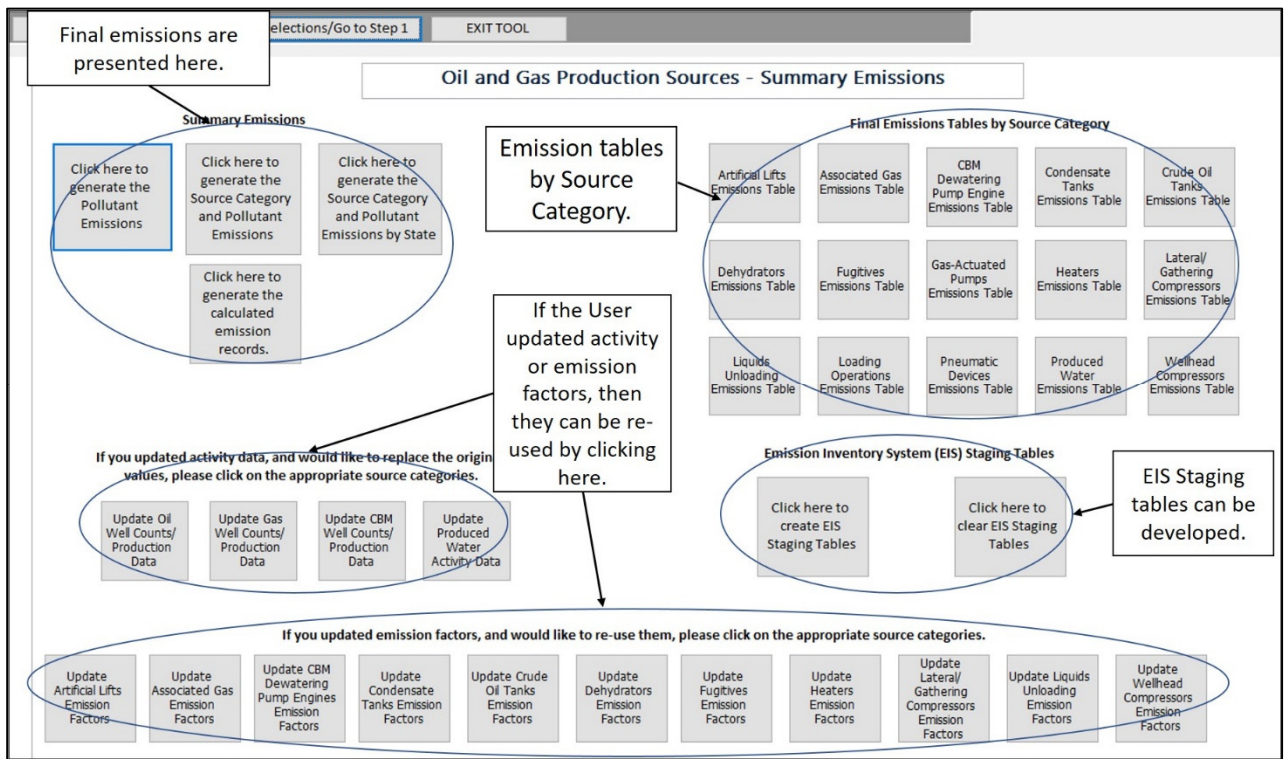 elections/Go to Step 1
EXIT TOOL
Final emissions are
presented here.
Oil and Gas Production Sources - Summary Emissions
Summary Emissions
Click here to
generate the
Pollutant
Emissions
Click here to
generate the
Source Category
and Pollutant
Emissions
Click here to
generate the
Source Category
and Pollutant
Emissions by State
Click here to
generate the
calculated
emission
records.
Emission tables
by Source
Category.
Final Emissions Tables by Source Category
Artificial Lifts
Emissions Table
Associated Gas
Emissions Table
CBM
Dewatering
Pump Engine
Emissions Table
Condensate
Tanks
Emissions Table
Crude Oil
Tanks
Emissions Table
Dehydrators
Emissions Table
Fugitives
Emissions Table
Gas-Actuated
Pumps
Emissions Table
Heaters
Emissions Table
Lateral/
Gathering
Compressors
Emissions Table
Liquids
Unloading
Emissions Table
Loading
Operations
Emissions Table
Pneumatic
Devices
Emissions Table
Produced
Water
Emissions Table
Wellhead
Compressors
Emissions Table
If the User
updated activity
or emission
factors, then
they can be re-
used by clicking
here.
If you updated activity data, and would like to replace the origin
values, please click on the appropriate source categories.
Update Oil
Well Counts/
Production
Data
Update Gas
Well Counts/
Production
Data
Update CBM
Well Counts/
Production
Data
Update
Produced
Water
Activity Data
Emission Inventory System (EIS) Staging Tables
Click here to
create EIS
Staging Tables
Click here to
clear EIS Staging
Tables
EIS Staging
tables can be
developed.
If you updated emission factors, and would like to re-use them, please click on the appropriate source categories.
Update
Artificial Lifts
Emission
Factors
Update
Associated Gas
Emission
Factors
Update CBM
Dewatering
Pump Engines
Emission
Factors
Update
Condensate
Tanks Emission
Factors
Update Crude
Oil Tanks
Emission
Factors
Update
Dehydrators
Emission
Factors
Update
Fugitives
Emission
Factors
Update
Heaters
Emission
Factors
Update
Lateral/
Gathering
Compressors
Emission
Factors
Update Liquids
Unloading
Emission
Factors
Update
Wellhead
Compressors
Emission
Factors